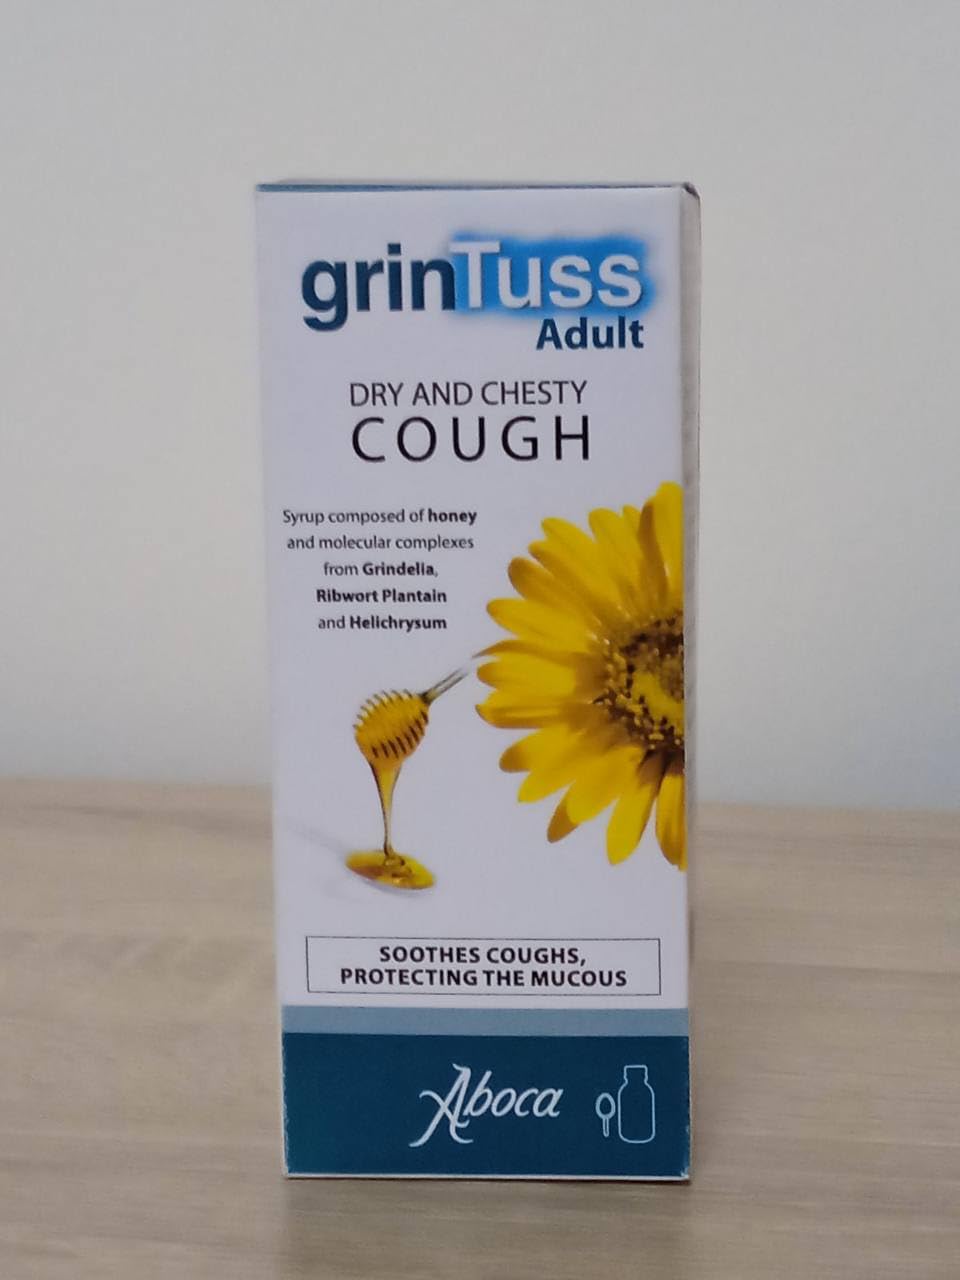 grinTuss
Adult
DRY AND CHESTY
COUGH
Syrup composed of honey
and molecular complexes
from Grindelia,
Ribwort Plantain
and Helichrysum
SOOTHES COUGHS,
PROTECTING THE MUCOUS
Aboca